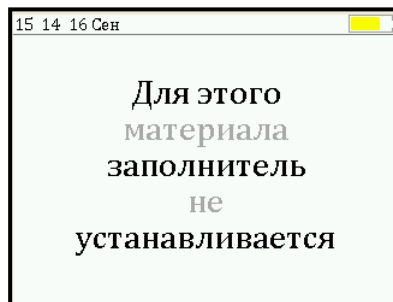 15 14 16 Сен
Для этого
материала
заполнитель
не
устанавливается